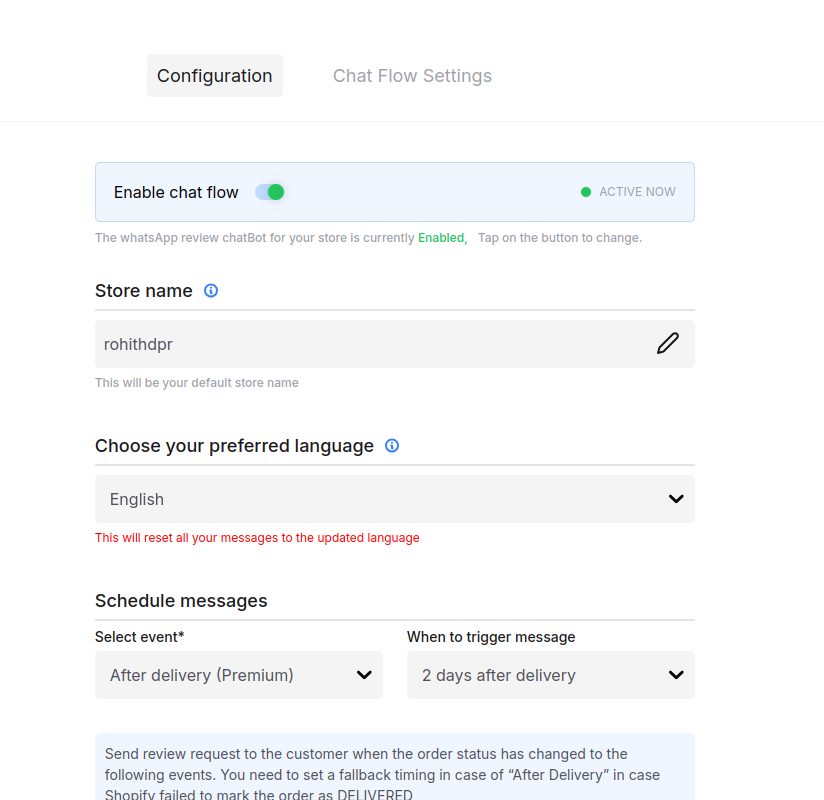 Configuration
Chat Flow Settings
Enable chat flow
ACTIVE NOW
The whatsApp review chatBot for your store is currently Enabled, Tap on the button to change.
Store name
rohithdpr
This will be your default store name
Choose your preferred language
English
This will reset all your messages to the updated language
Schedule messages
Select event*
When to trigger message
After delivery (Premium)
2 days after delivery
Send review request to the customer when the order status has changed to the
following events. You need to set a fallback timing in case of “After Delivery” in case
Shopify failed to mark the order as DELIVERED